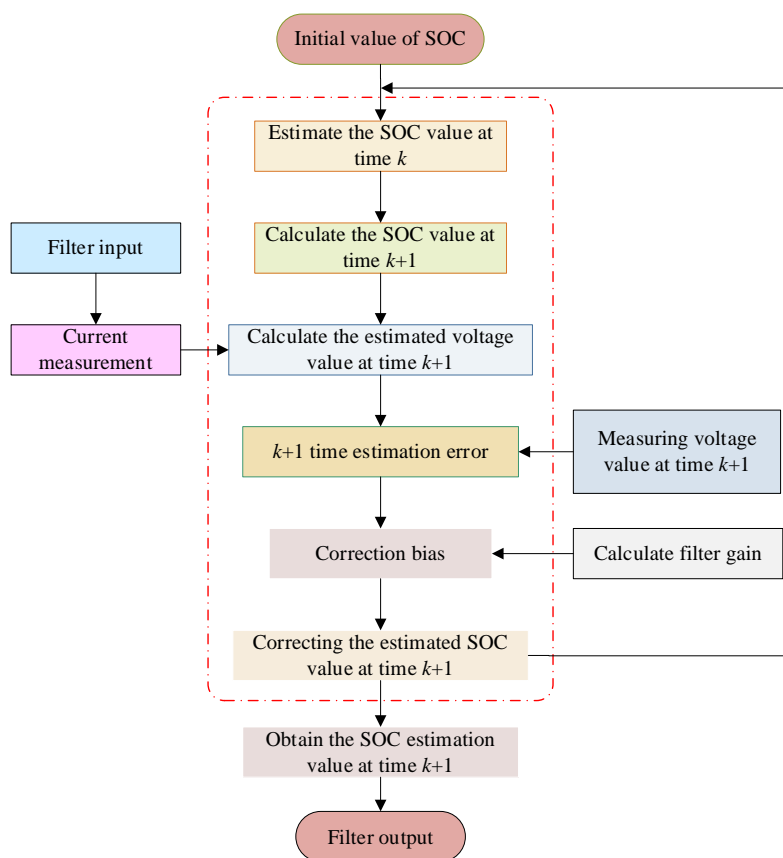 Initial value of SOC
Estimate the SOC value at
time k
Calculate the SOC value at
time k+1
Filter input
Current
measurement
Calculate the estimated voltage
value at time k+1
k+1 time estimation error
Measuring voltage
value at time k+1
Correction bias
Calculate filter gain
Correcting the estimated SOC
value at time k+1
Obtain the SOC estimation
value at time k+1
Filter output